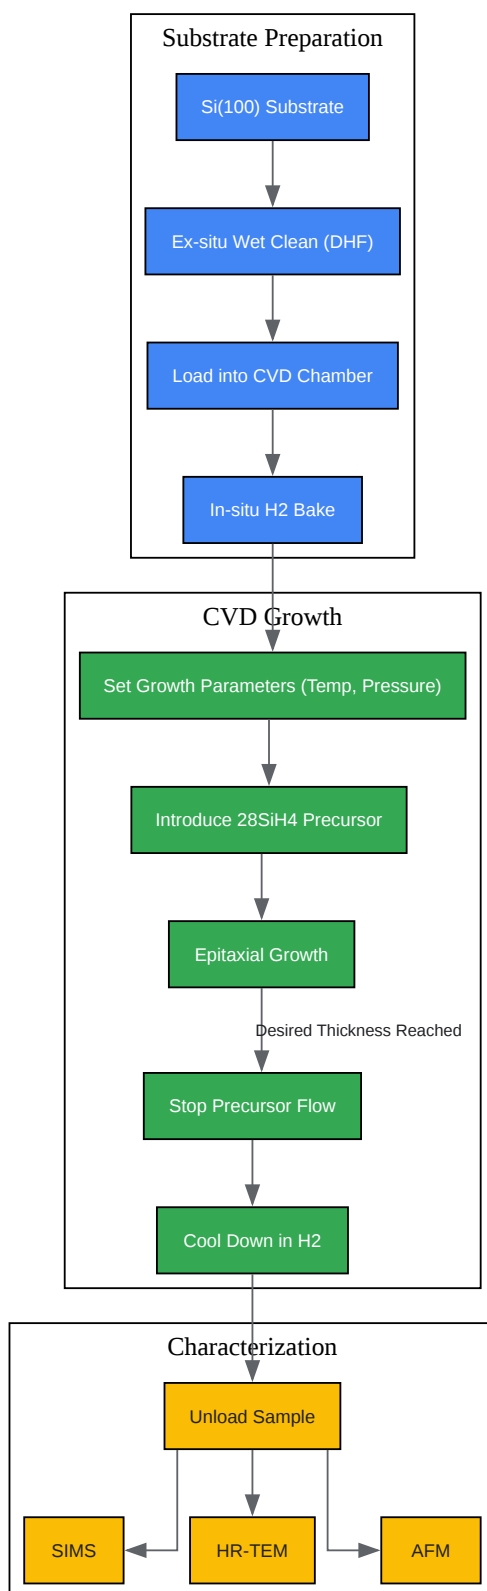 Substrate Preparation
Si(100) Substrate
Ex-situ Wet Clean (DHF)
Load into CVD Chamber
In-situ H2 Bake
CVD Growth
Set Growth Parameters (Temp, Pressure)
Introduce 28SiH4 Precursor
Epitaxial Growth
Desired Thickness Reached
Stop Precursor Flow
Cool Down in H2
Characterization
Unload Sample
SIMS
HR-TEM
AFM